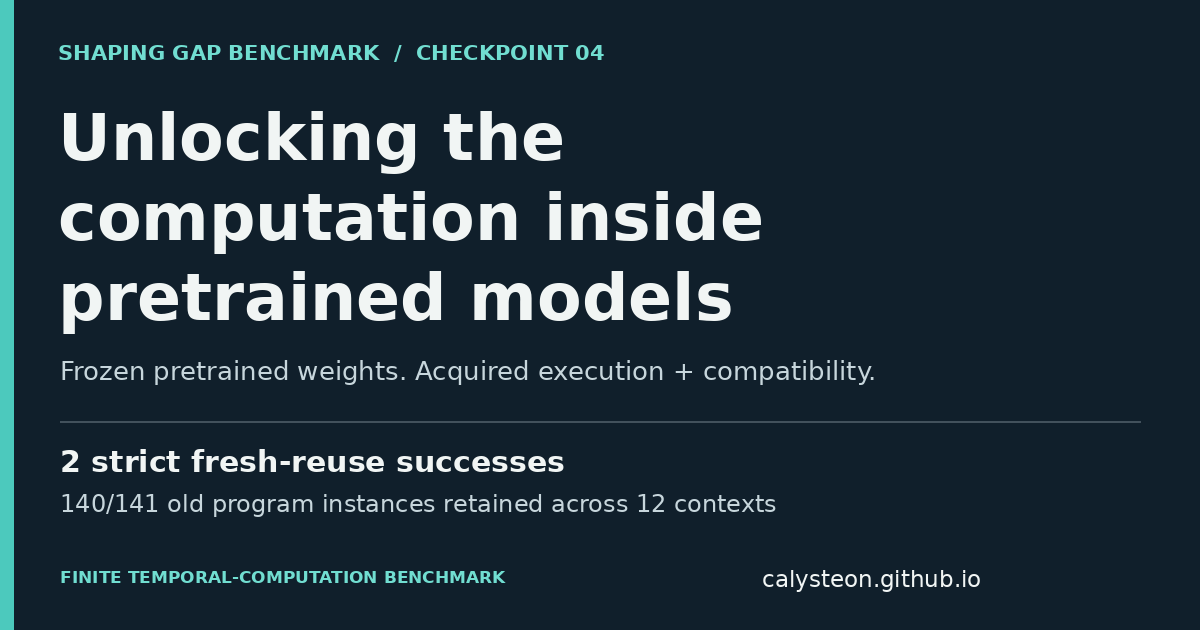 SHAPING GAP BENCHMARK / CHECKPOINT 04
Unlocking the
computation inside
pretrained models
Frozen pretrained weights. Acquired execution + compatibility.
2 strict fresh-reuse successes
140/141 old program instances retained across 12 contexts
FINITE TEMPORAL-COMPUTATION BENCHMARK
calysteon.github.io